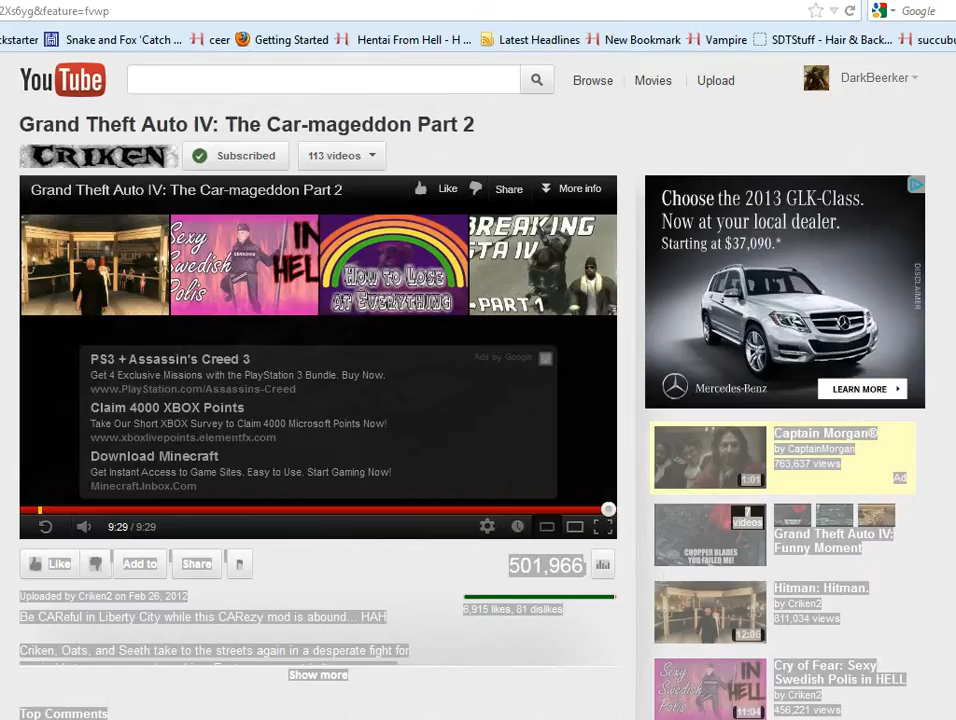 2Xs6yg&feature=fvwp
Google
ckstarter Snake and Fox 'Catch ... ceer Getting Started Hentai From Hell - H ... Latest Headlines New Bookmark Vampire SDTStuff - Hair & Back... succubu
YouTube
Browse Movies Upload DarkBeerker
Grand Theft Auto IV: The Car-mageddon Part 2
CRIKEN Subscribed 113 videos
Grand Theft Auto IV: The Car-mageddon Part 2 Like Share More info
Sexy Swedish Polis IN HELL
How to Lose at Everything
BREAKING GTA IV -PART 1
PS3 + Assassin's Creed 3
Ads by Google
Get 4 Exclusive Missions with the PlayStation 3 Bundle. Buy Now.
www.PlayStation.com/Assassins-Creed
Claim 4000 XBOX Points
Take Our Short XBOX Survey to Claim 4000 Microsoft Points Now!
www.xboxlivepoints.elementfx.com
Download Minecraft
Get Instant Access to Game Sites. Easy to Use. Start Gaming Now!
Minecraft.Inbox.Com
9:29 / 9:29
Like Add to Share 501,966
Uploaded by Criken2 on Feb 26, 2012
6,915 likes, 81 dislikes
Be CAReful in Liberty City while this CARezy mod is abound... HAH
Criken, Oats, and Seeth take to the streets again in a desperate fight for
Show more
Top Comments
Choose the 2013 GLK-Class.
Now at your local dealer.
Starting at $37,090.*
DISCLAIMER
Mercedes-Benz
LEARN MORE
Captain Morgan®
by CaptainMorgan
763,637 views
1:01
Ad
7 videos
CHOPPER BLADES
YOU FAILED ME!
Grand Theft Auto IV:
Funny Moment
Hitman: Hitman.
by Criken2
811,034 views
12:06
IN HELL
11:04
Cry of Fear: Sexy
Swedish Polis in HELL
by Criken2
456,221 views